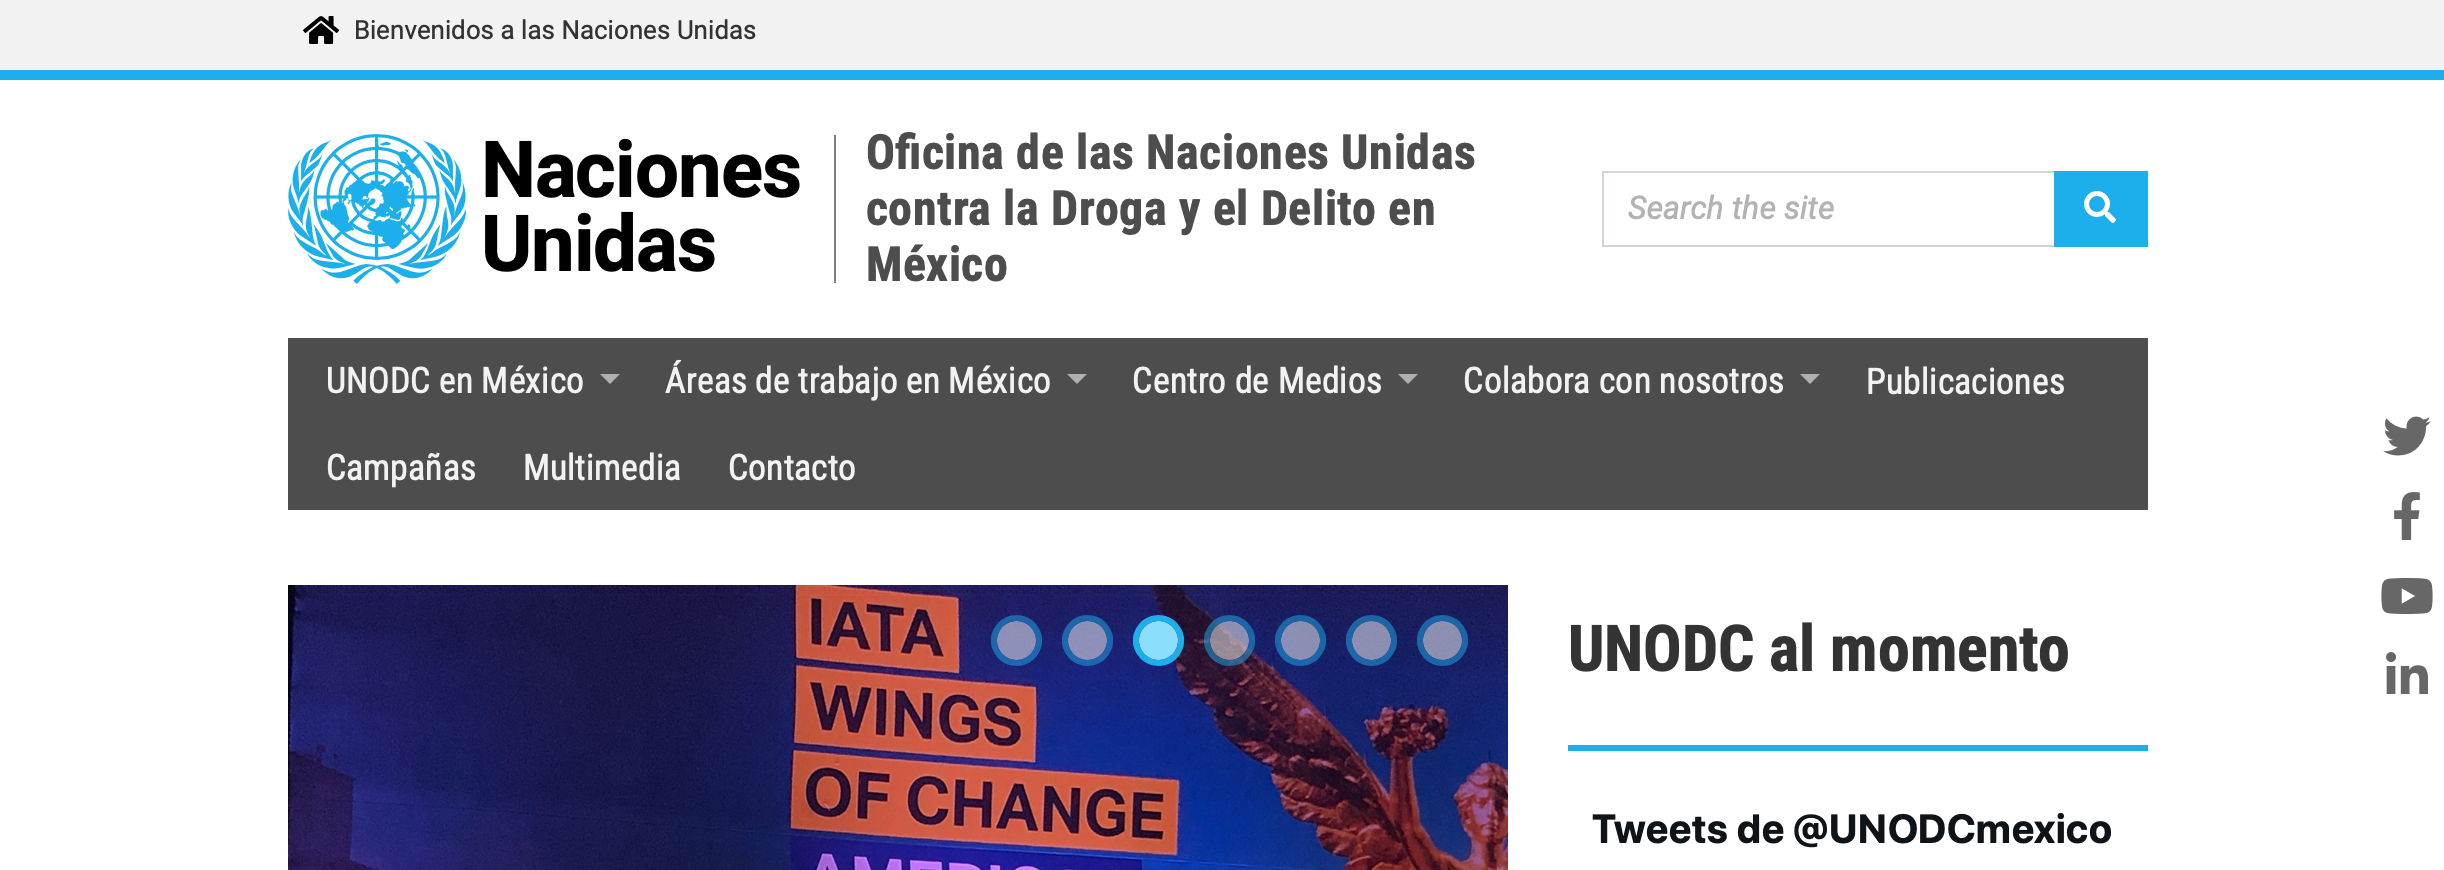 Bienvenidos a las Naciones Unidas
Naciones
Unidas
Oficina de las Naciones Unidas
contra la Droga y el Delito en
México
Search the site
UNODC en México Áreas de trabajo en México Centro de Medios Colabora con nosotros Publicaciones
Campañas Multimedia Contacto
IATA
WINGS
OF CHANGE
UNODC al momento
Tweets de @UNODCmexico